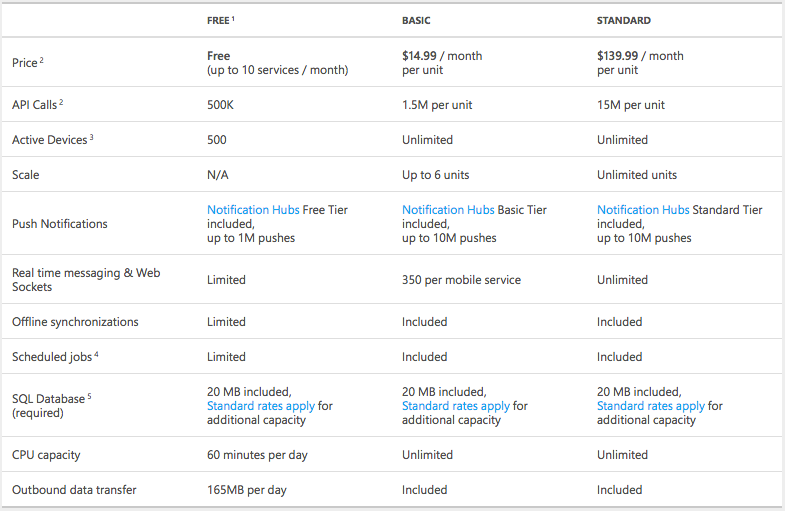 FREE ¹ BASIC STANDARD
Price ² Free $14.99 / month $139.99 / month
(up to 10 services / month) per unit per unit
API Calls ² 500K 1.5M per unit 15M per unit
Active Devices ³ 500 Unlimited Unlimited
Scale N/A Up to 6 units Unlimited units
Push Notifications
Notification Hubs Free Tier
included,
up to 1M pushes
Notification Hubs Basic Tier
included,
up to 10M pushes
Notification Hubs Standard Tier
included,
up to 10M pushes
Real time messaging & Web
Sockets
Limited 350 per mobile service Unlimited
Offline synchronizations Limited Included Included
Scheduled jobs ⁴ Limited Included Included
SQL Database ⁵
(required)
20 MB included,
Standard rates apply for
additional capacity
20 MB included,
Standard rates apply for
additional capacity
20 MB included,
Standard rates apply for
additional capacity
CPU capacity 60 minutes per day Unlimited Unlimited
Outbound data transfer 165MB per day Included Included